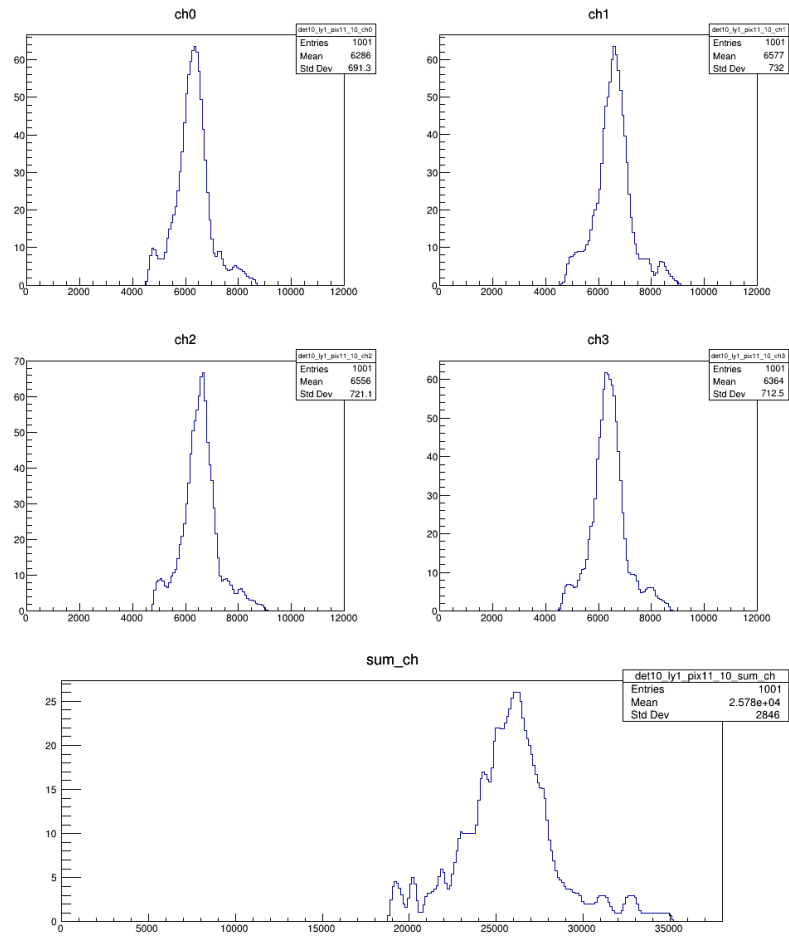 ch0
det10_ly1_pix11_10_ch0
Entries 1001
Mean 6286
Std Dev 691.3
60
50
40
30
20
10
0
0 2000 4000 6000 8000 10000 12000
ch1
det10_ly1_pix11_10_ch1
Entries 1001
Mean 6577
Std Dev 732
60
50
40
30
20
10
0
0 2000 4000 6000 8000 10000 12000
ch2
det10_ly1_pix11_10_ch2
Entries 1001
Mean 6556
Std Dev 721.1
70
60
50
40
30
20
10
0
0 2000 4000 6000 8000 10000 12000
ch3
det10_ly1_pix11_10_ch3
Entries 1001
Mean 6364
Std Dev 712.5
60
50
40
30
20
10
0
0 2000 4000 6000 8000 10000 12000
sum_ch
det10_ly1_pix11_10_sum_ch
Entries 1001
Mean 2.578e+04
Std Dev 2846
25
20
15
10
5
0
0 5000 10000 15000 20000 25000 30000 35000